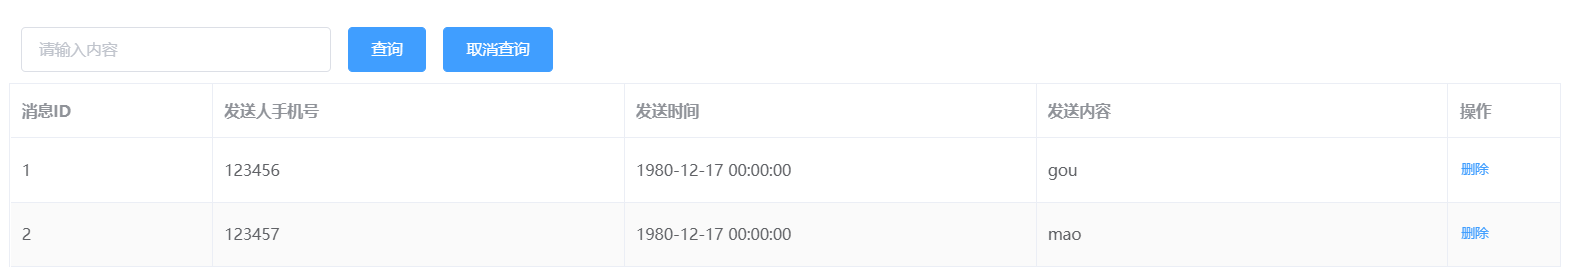 请输入内容 查询 取消查询
消息ID 发送人手机号 发送时间 发送内容 操作
1 123456 1980-12-17 00:00:00 gou 删除
2 123457 1980-12-17 00:00:00 mao 删除